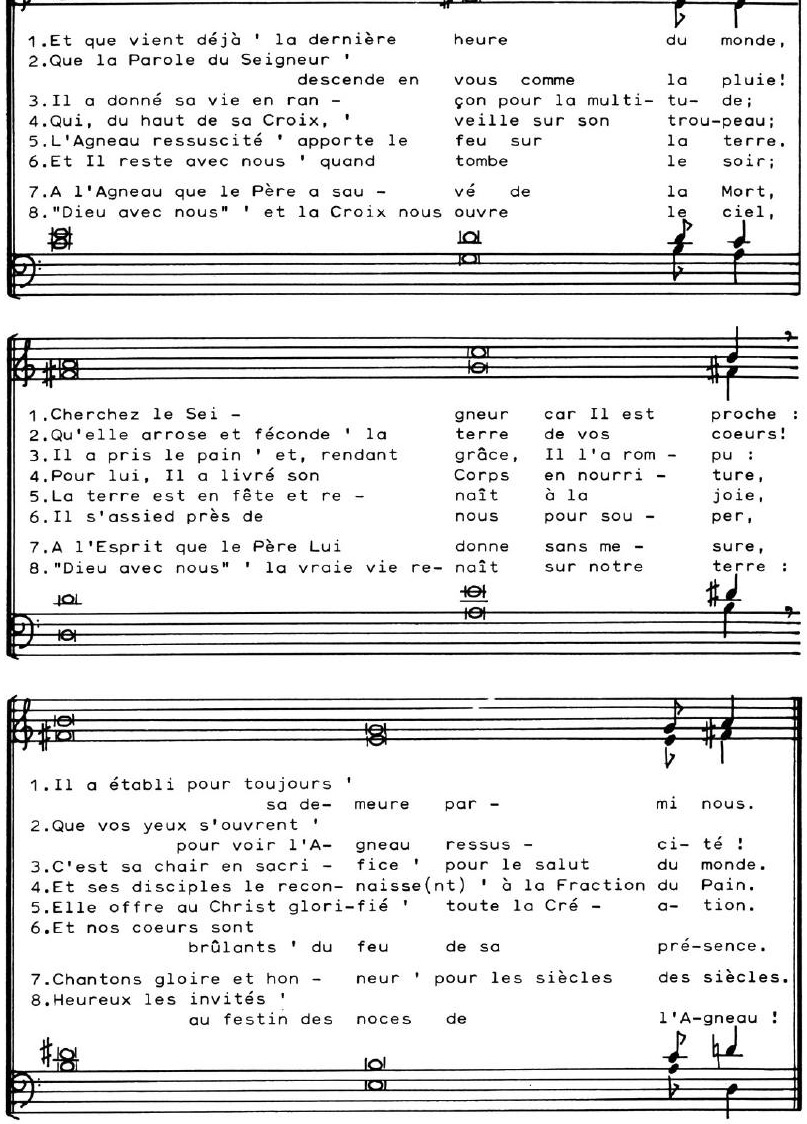 1.Et que vient déjà ' la dernière heure du monde,
2.Que la Parole du Seigneur '
descende en vous comme la pluie!
3.Il a donné sa vie en ran - çon pour la multi- tu- de;
4.Qui, du haut de sa Croix, ' veille sur son trou-peau;
5.L'Agneau ressuscité ' apporte le feu sur la terre.
6.Et Il reste avec nous ' quand tombe le soir;
7.A l'Agneau que le Père a sau - vé de la Mort,
8."Dieu avec nous" ' et la Croix nous ouvre le ciel,
1.Cherchez le Sei - gneur car Il est proche :
2.Qu'elle arrose et féconde ' la terre de vos coeurs!
3.Il a pris le pain ' et, rendant grâce, Il l'a rom - pu :
4.Pour lui, Il a livré son Corps en nourri - ture,
5.La terre est en fête et re - naît à la joie,
6.Il s'assied près de nous pour sou - per,
7.A l'Esprit que le Père Lui donne sans me - sure,
8."Dieu avec nous" ' la vraie vie re- naît sur notre terre :
1.Il a établi pour toujours '
sa de- meure par - mi nous.
2.Que vos yeux s'ouvrent '
pour voir l'A- gneau ressus - ci- té !
3.C'est sa chair en sacri - fice ' pour le salut du monde.
4.Et ses disciples le recon- naisse(nt) ' à la Fraction du Pain.
5.Elle offre au Christ glori-fié ' toute la Cré - a- tion.
6.Et nos coeurs sont
brûlants ' du feu de sa pré-sence.
7.Chantons gloire et hon - neur ' pour les siècles des siècles.
8.Heureux les invités '
au festin des noces de l'A-gneau !